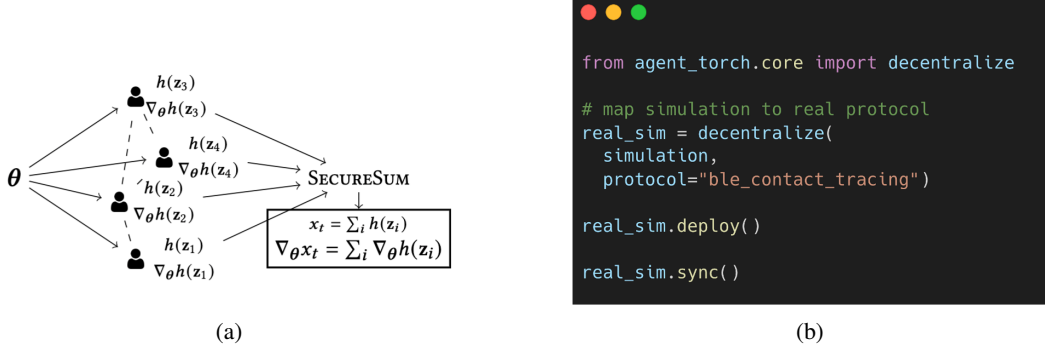 h(z₃)
∇θh(z₃)
h(z₄)
∇θh(z₄)
θ
h(z₂)
∇θh(z₂)
h(z₁)
∇θh(z₁)
SECURESUM
xₜ = ∑ᵢ h(zᵢ)
∇θxₜ = ∑ᵢ ∇θh(zᵢ)
(a)
from agent_torch.core import decentralize
# map simulation to real protocol
real_sim = decentralize(
simulation,
protocol="ble_contact_tracing")
real_sim.deploy()
real_sim.sync()
(b)